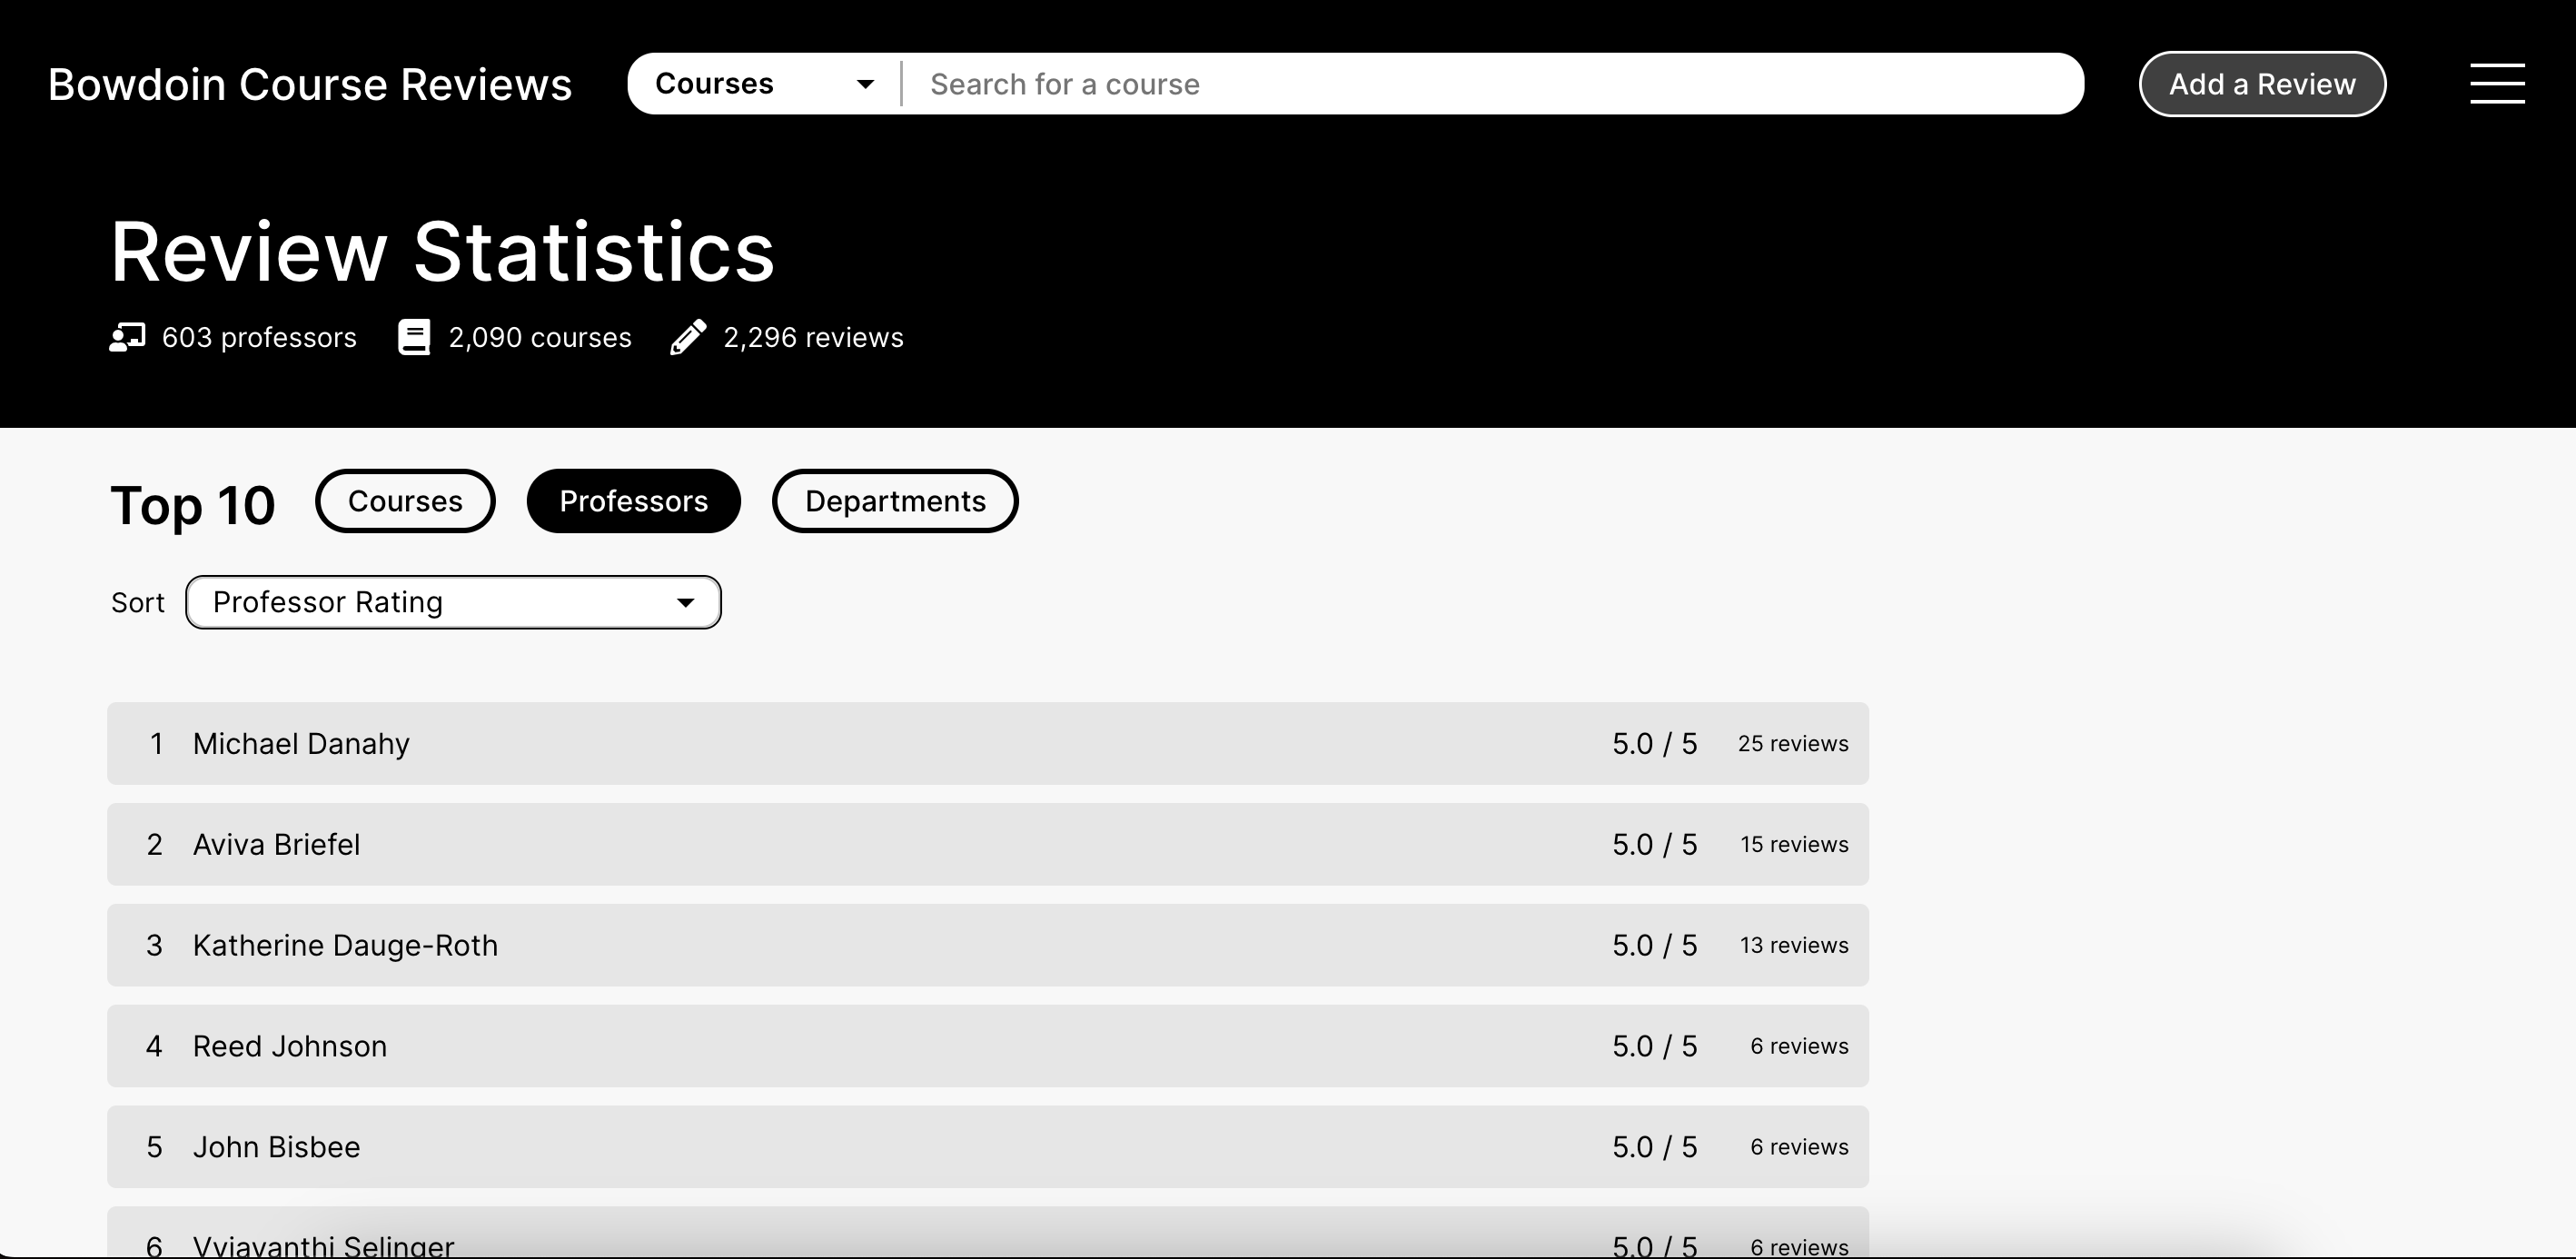 Bowdoin Course Reviews Courses Search for a course Add a Review
Review Statistics
603 professors 2,090 courses 2,296 reviews
Top 10 Courses Professors Departments
Sort Professor Rating
1 Michael Danahy 5.0 / 5 25 reviews
2 Aviva Briefel 5.0 / 5 15 reviews
3 Katherine Dauge-Roth 5.0 / 5 13 reviews
4 Reed Johnson 5.0 / 5 6 reviews
5 John Bisbee 5.0 / 5 6 reviews
6 Vyjayanthi Selinger 5.0 / 5 6 reviews